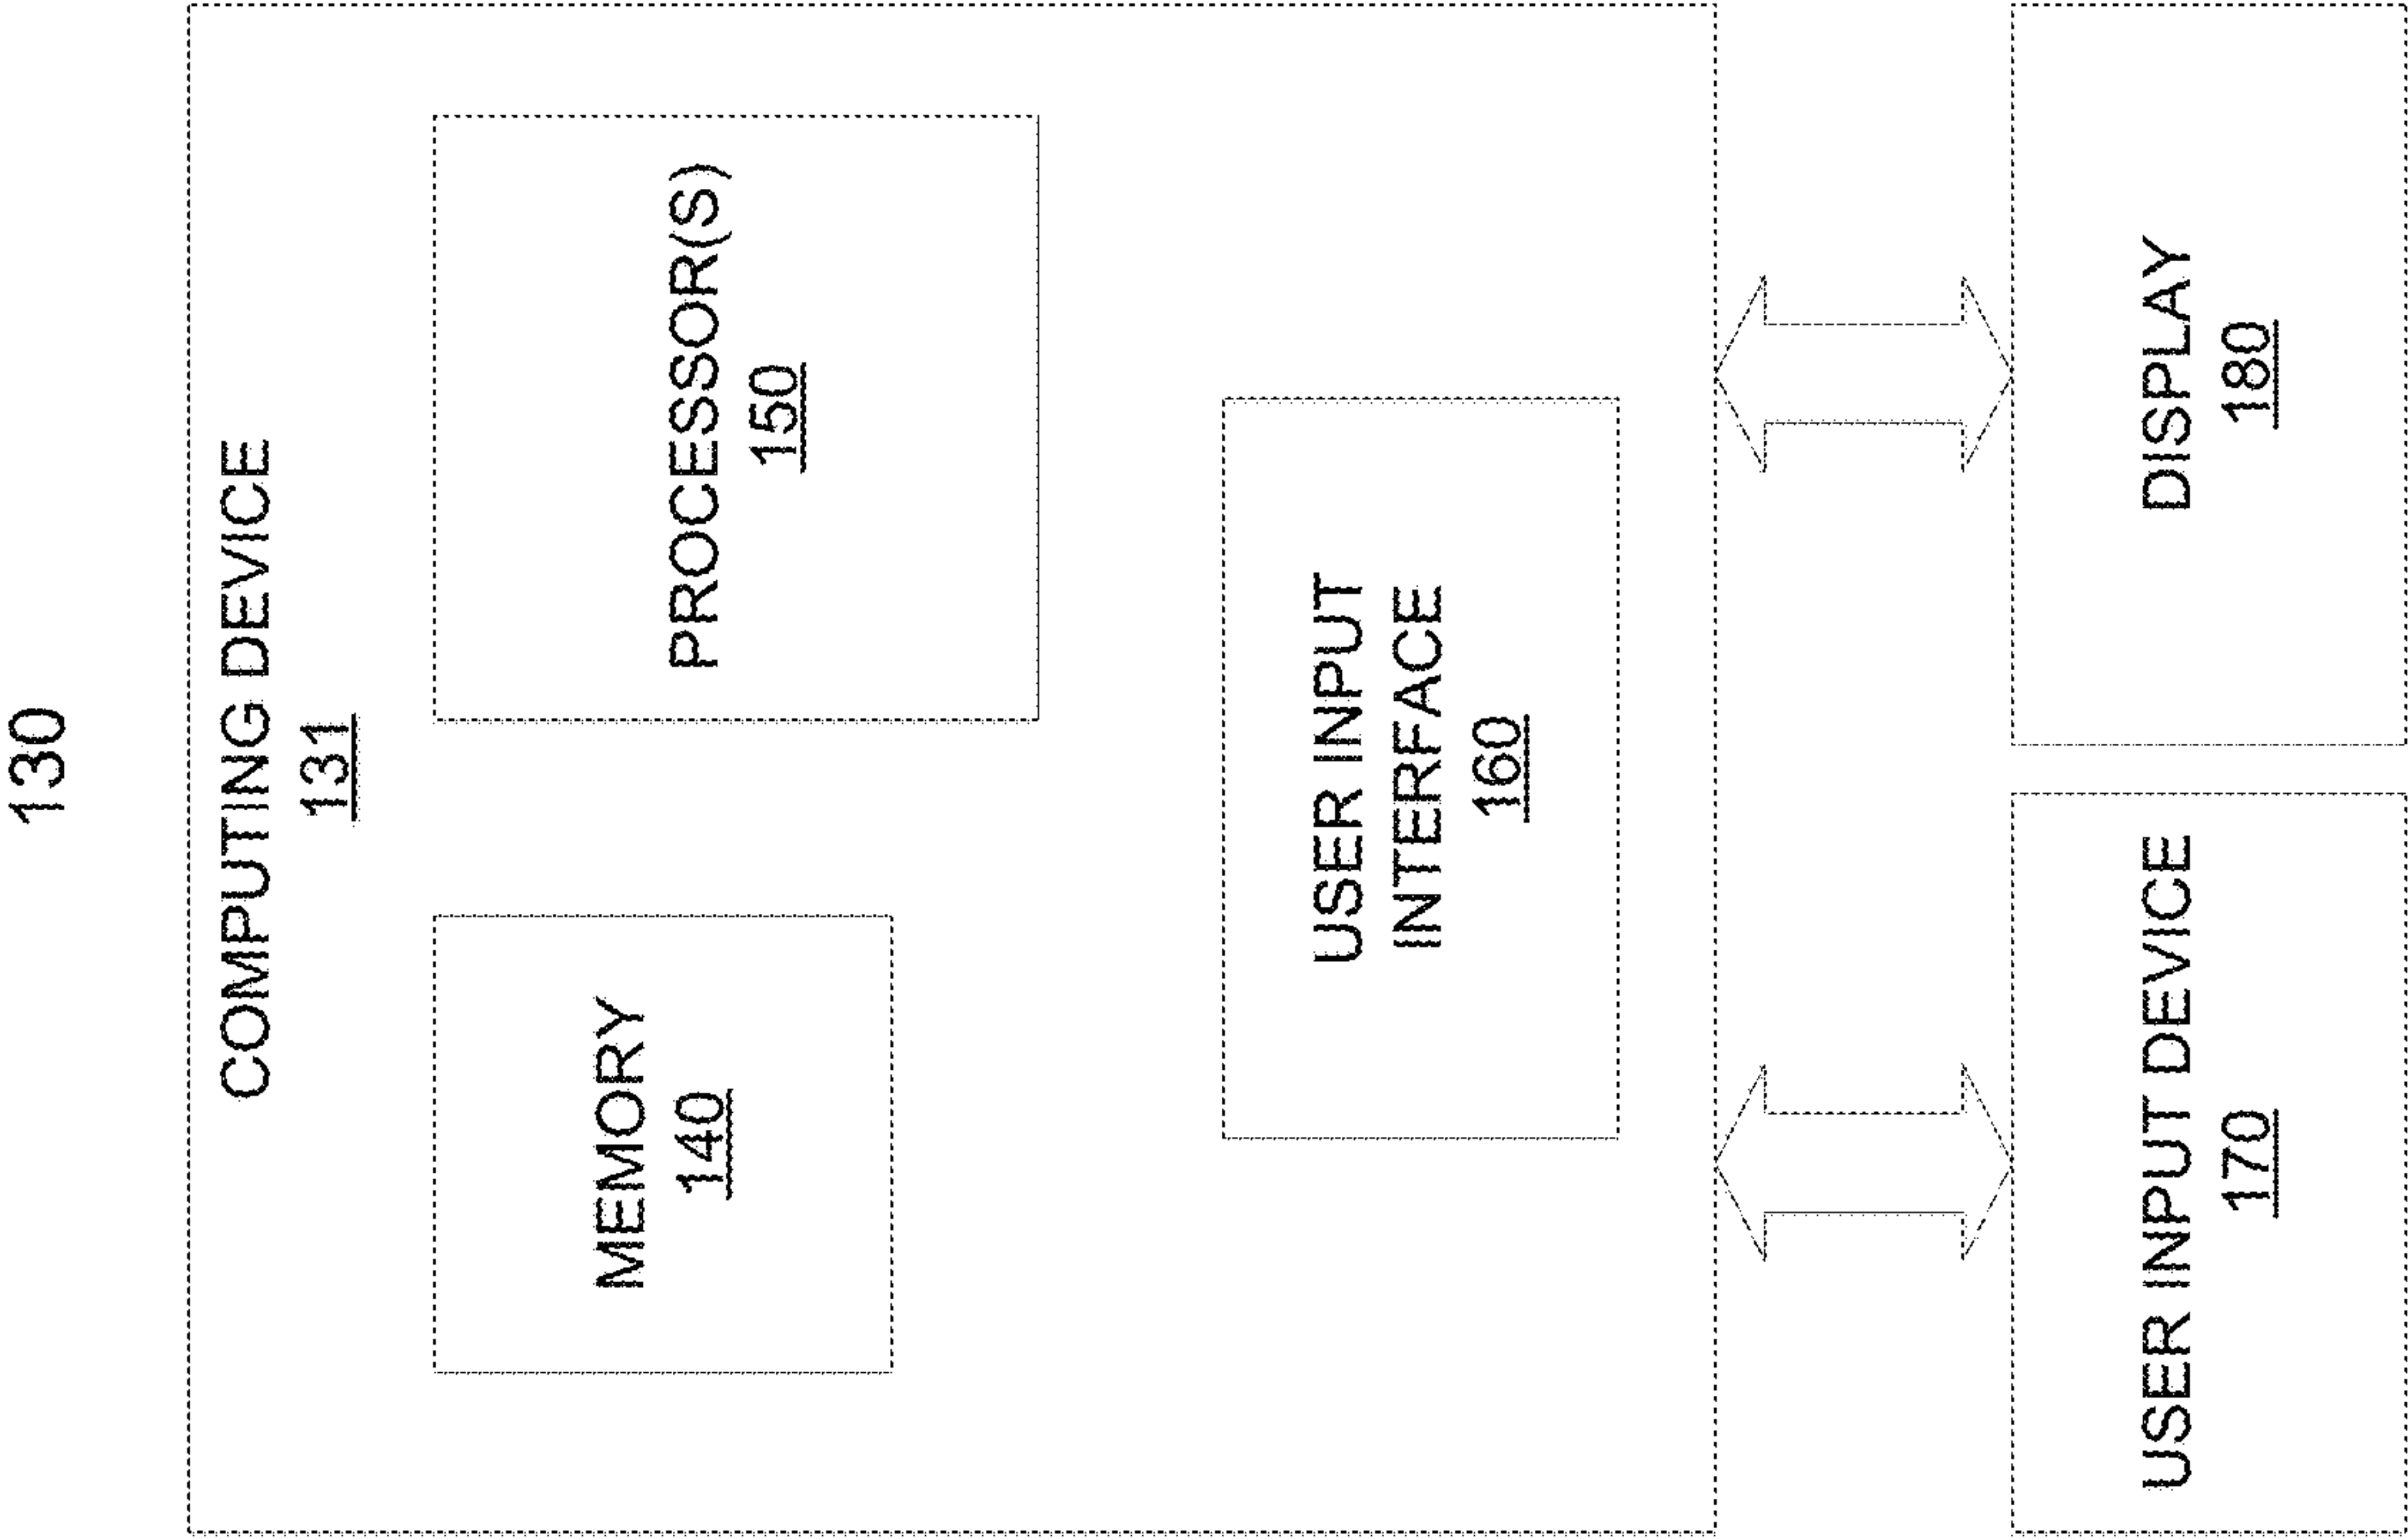 130
COMPUTING DEVICE
131
MEMORY
140
PROCESSOR(S)
150
USER INPUT
INTERFACE
160
USER INPUT DEVICE
170
DISPLAY
180